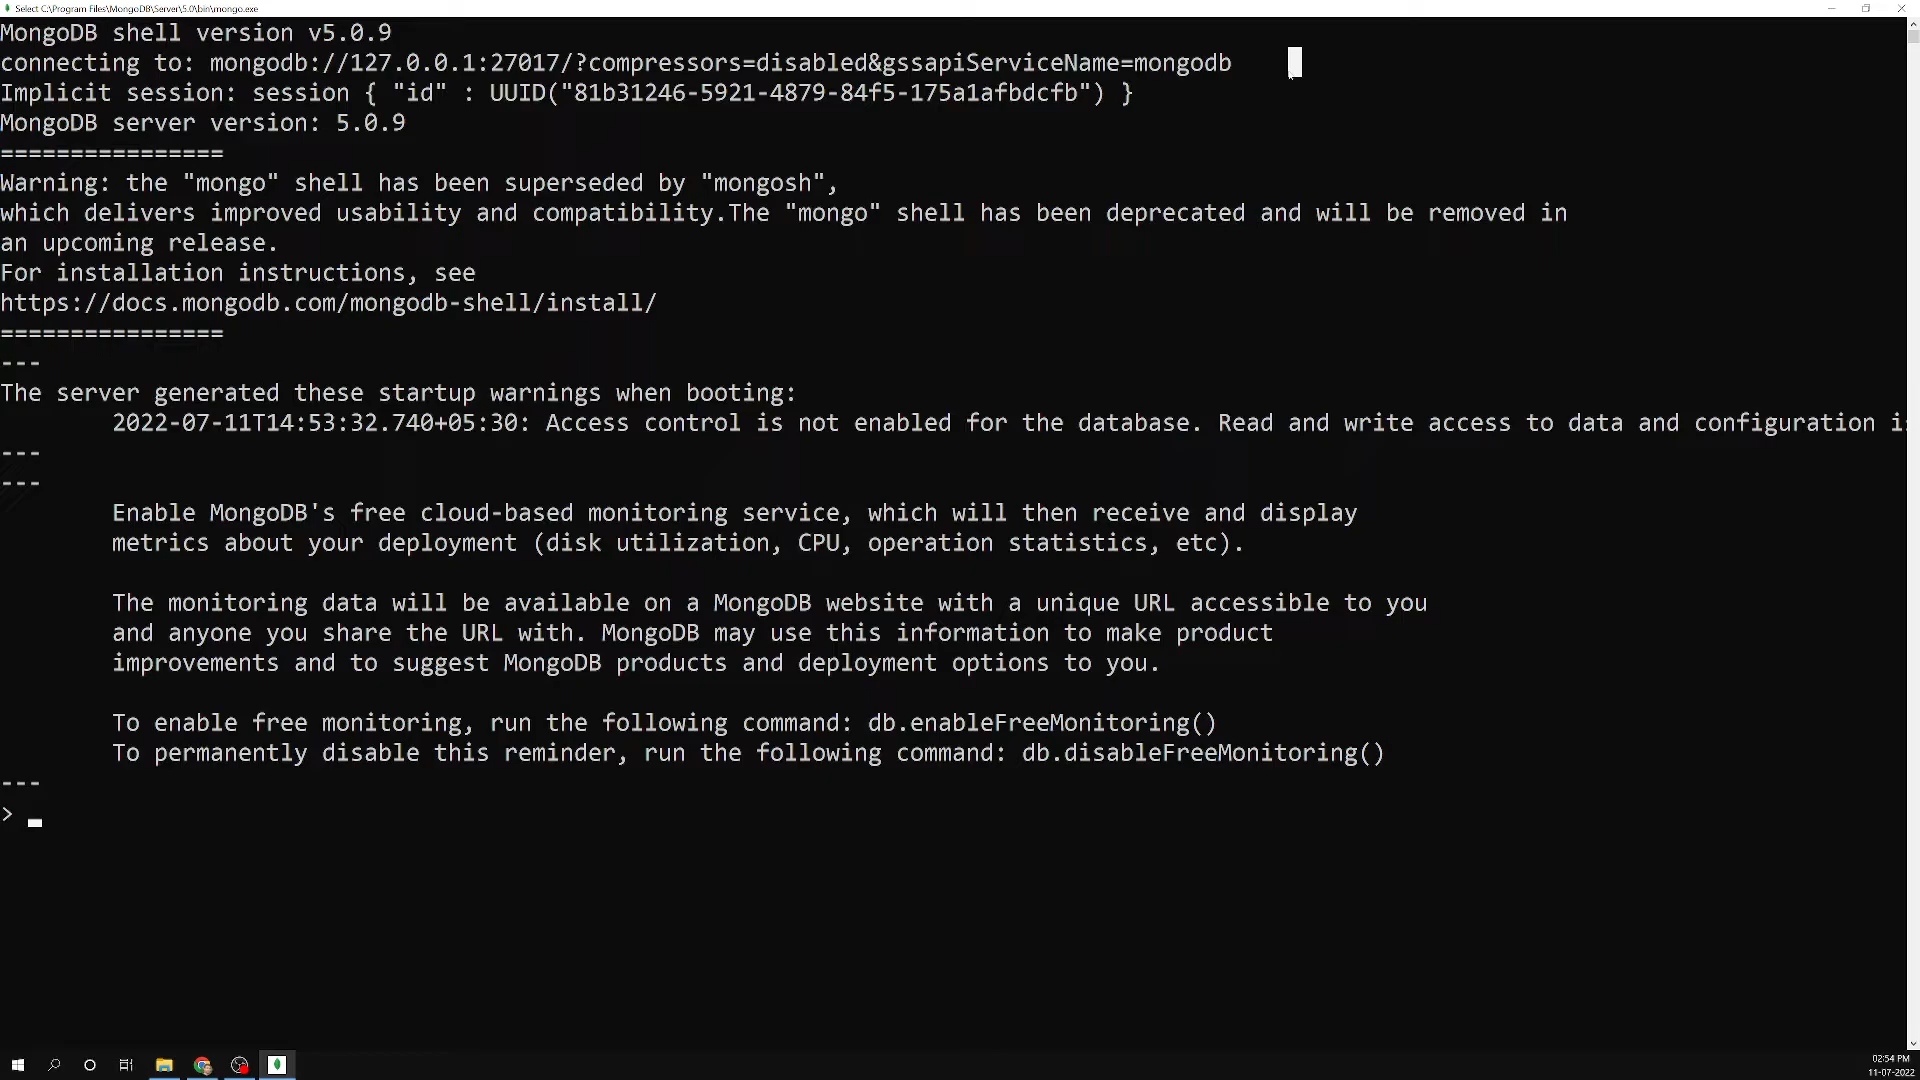 Select C:\Program Files\MongoDB\Server\5.0\bin\mongo.exe
MongoDB shell version v5.0.9
connecting to: mongodb://127.0.0.1:27017/?compressors=disabled&gssapiServiceName=mongodb
Implicit session: session { "id" : UUID("81b31246-5921-4879-84f5-175a1afbdcfb") }
MongoDB server version: 5.0.9
================
Warning: the "mongo" shell has been superseded by "mongosh",
which delivers improved usability and compatibility.The "mongo" shell has been deprecated and will be removed in
an upcoming release.
For installation instructions, see
https://docs.mongodb.com/mongodb-shell/install/
================
---
The server generated these startup warnings when booting:
2022-07-11T14:53:32.740+05:30: Access control is not enabled for the database. Read and write access to data and configuration i
---
---
Enable MongoDB's free cloud-based monitoring service, which will then receive and display
metrics about your deployment (disk utilization, CPU, operation statistics, etc).
The monitoring data will be available on a MongoDB website with a unique URL accessible to you
and anyone you share the URL with. MongoDB may use this information to make product
improvements and to suggest MongoDB products and deployment options to you.
To enable free monitoring, run the following command: db.enableFreeMonitoring()
To permanently disable this reminder, run the following command: db.disableFreeMonitoring()
---
>
02:54 PM
11-07-2022